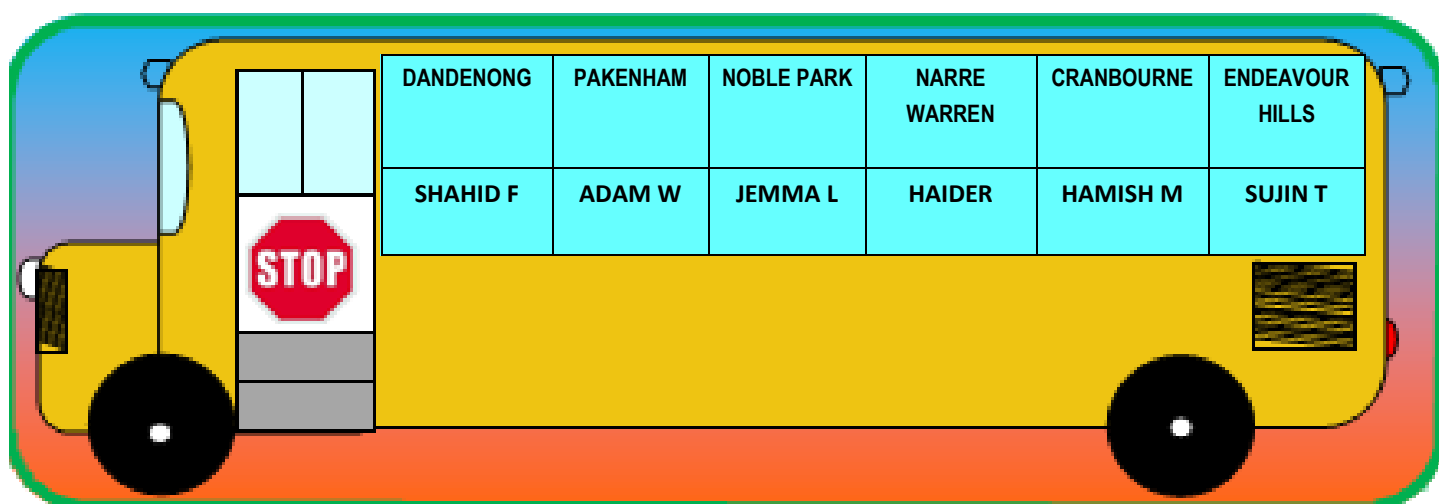 DANDENONG PAKENHAM NOBLE PARK NARRE WARREN CRANBOURNE ENDEAVOUR HILLS
SHAHID F ADAM W JEMMA L HAIDER HAMISH M SUJIN T
STOP